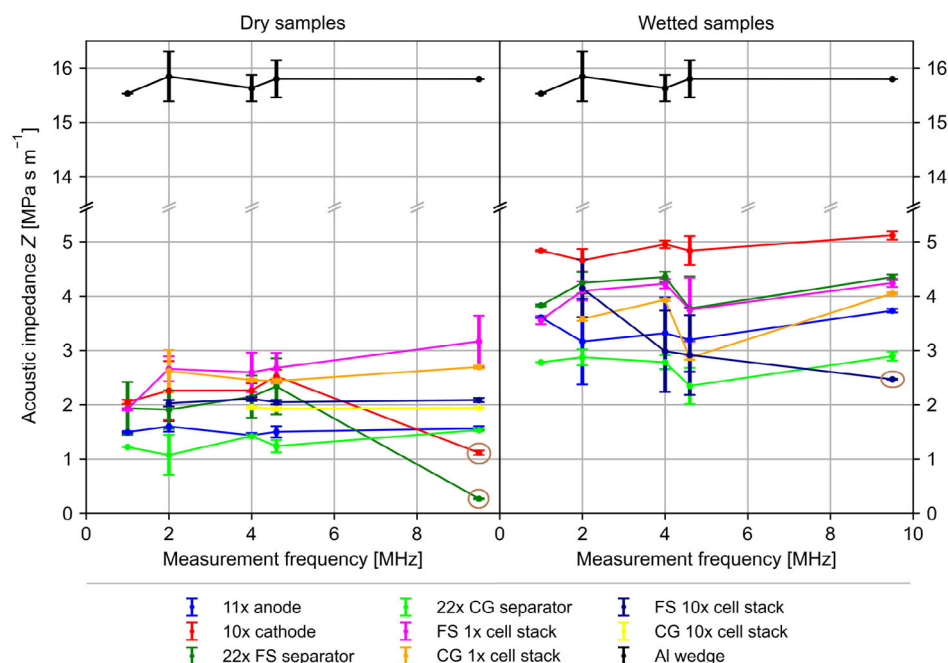 Dry samples
Wetted samples
16
15
14
5
4
3
2
1
0
16
15
14
5
4
3
2
1
0
Acoustic impedance Z [MPa s m⁻¹]
0 2 4 6 8 0 2 4 6 8 10
Measurement frequency [MHz]
Measurement frequency [MHz]
11x anode
10x cathode
22x FS separator
22x CG separator
FS 1x cell stack
CG 1x cell stack
FS 10x cell stack
CG 10x cell stack
Al wedge